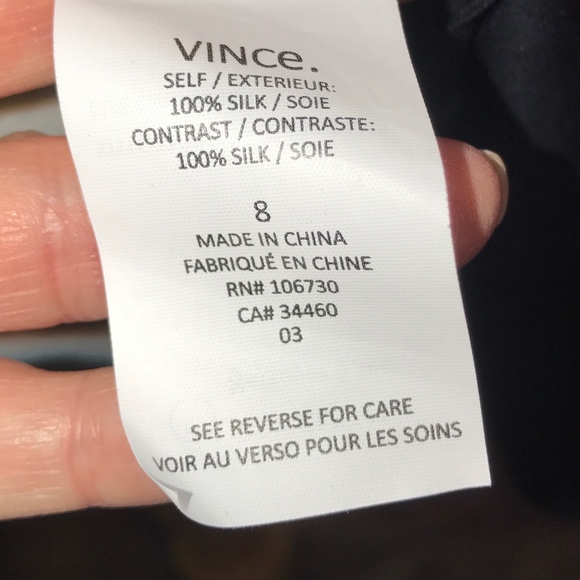 VINCe.
SELF / EXTERIEUR:
100% SILK / SOIE
CONTRAST / CONTRASTE:
100% SILK / SOIE
8
MADE IN CHINA
FABRIQUÉ EN CHINE
RN# 106730
CA# 34460
03
SEE REVERSE FOR CARE
VOIR AU VERSO POUR LES SOINS